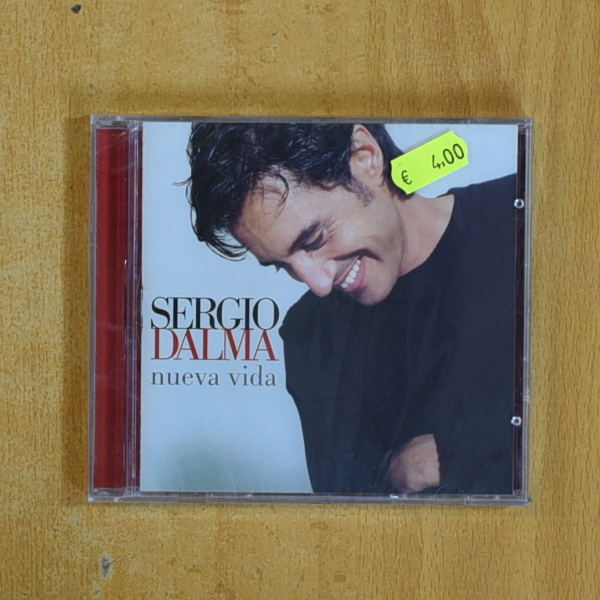 € 4,00
SERGIO
DALMA
nueva vida